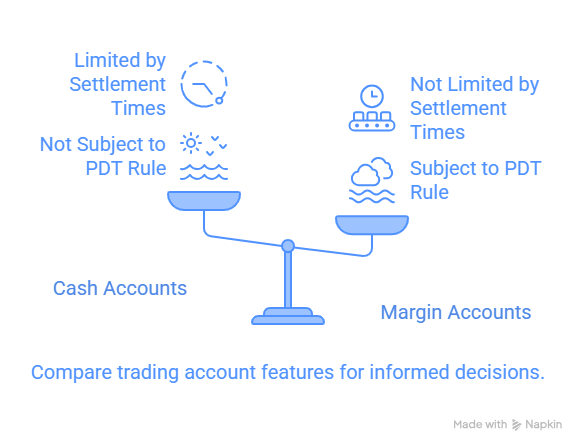 Limited by
Settlement
Times
Not Subject to
PDT Rule
Not Limited by
Settlement
Times
Subject to PDT
Rule
Cash Accounts
Margin Accounts
Compare trading account features for informed decisions.
Made with Napkin